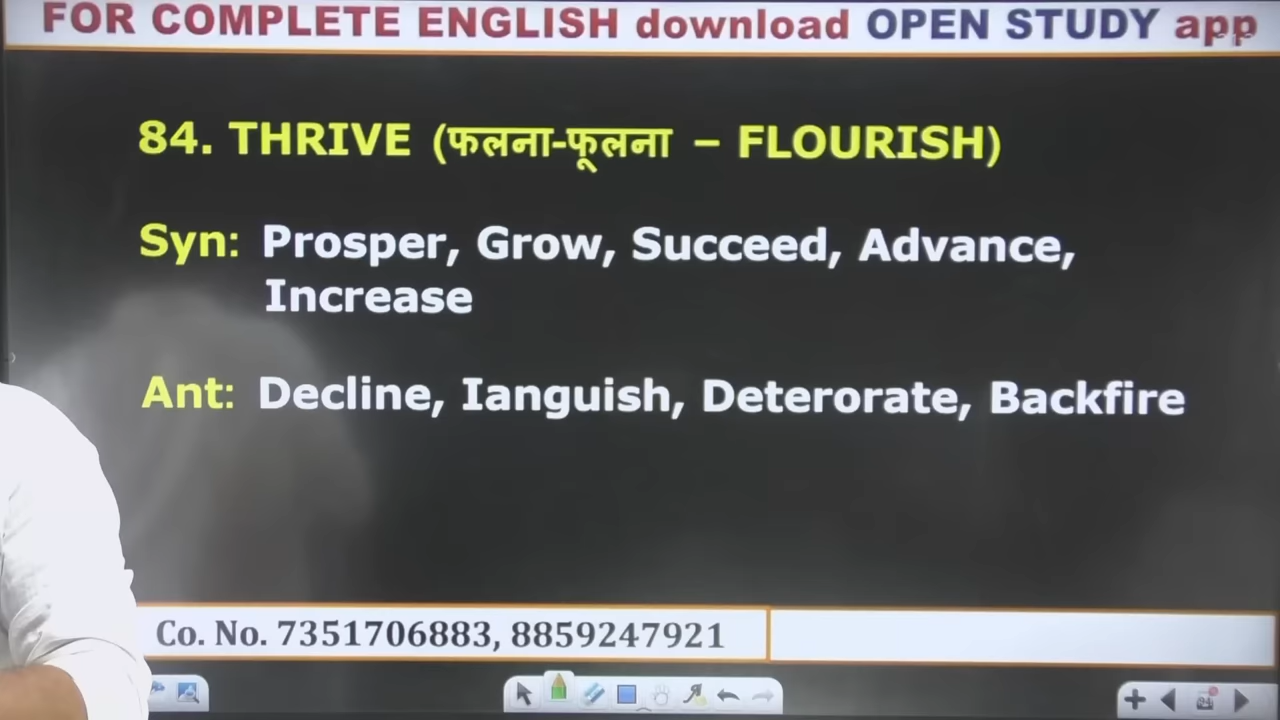 FOR COMPLETE ENGLISH download OPEN STUDY app
84. THRIVE (फलना-फूलना – FLOURISH)
Syn: Prosper, Grow, Succeed, Advance,
Increase
Ant: Decline, Ianguish, Deterorate, Backfire
Co. No. 7351706883, 8859247921